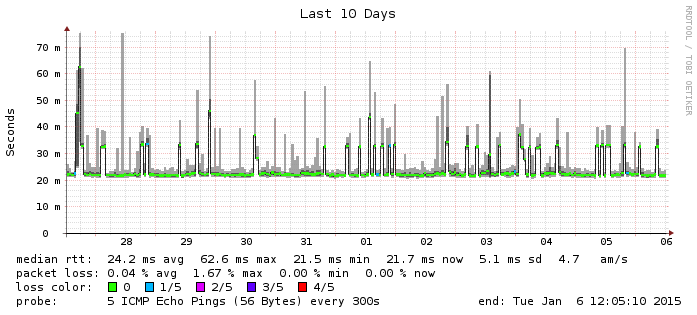 Last 10 Days
RRDTOOL / TOBI OETIKER
Seconds
70 m
60 m
50 m
40 m
30 m
20 m
10 m
0
28 29 30 31 01 02 03 04 05 06
median rtt: 24.2 ms avg 62.6 ms max 21.5 ms min 21.7 ms now 5.1 ms sd 4.7 am/s
packet loss: 0.04 % avg 1.67 % max 0.00 % min 0.00 % now
loss color: 0 1/5 2/5 3/5 4/5
probe: 5 ICMP Echo Pings (56 Bytes) every 300s end: Tue Jan 6 12:05:10 2015